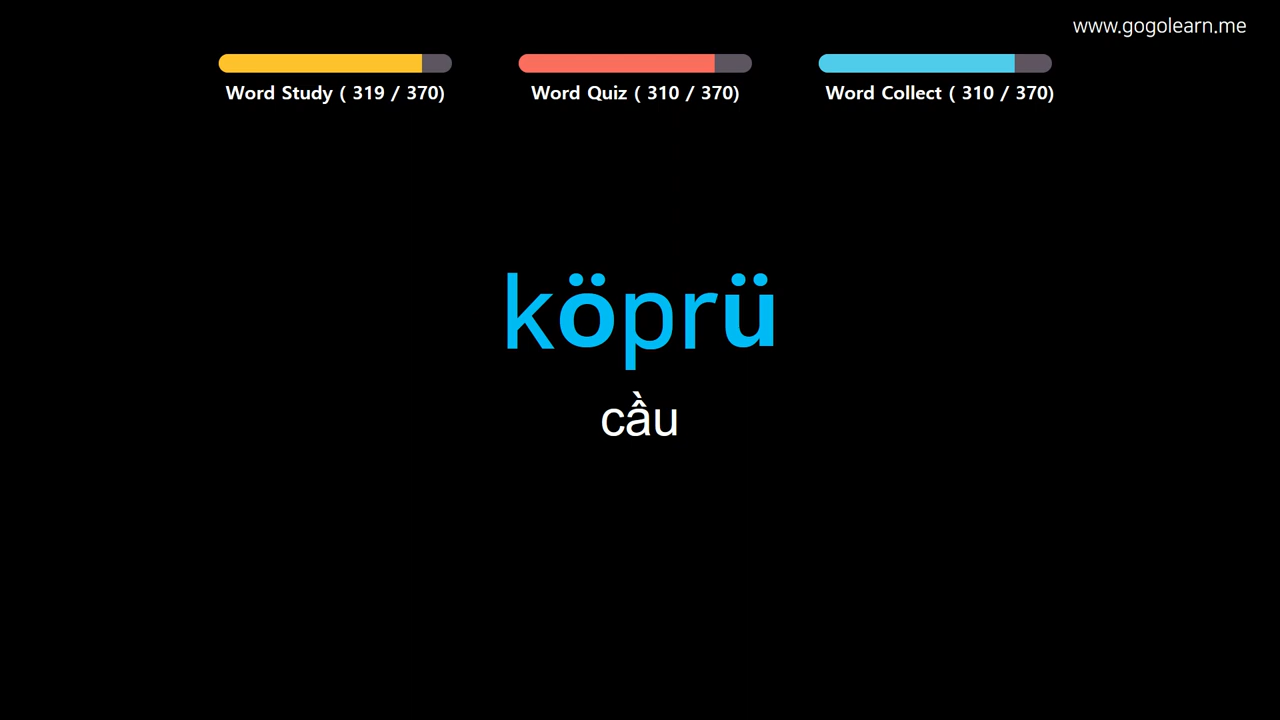 www.gogolearn.me
Word Study ( 319 / 370)
Word Quiz ( 310 / 370)
Word Collect ( 310 / 370)
köprü
cầu